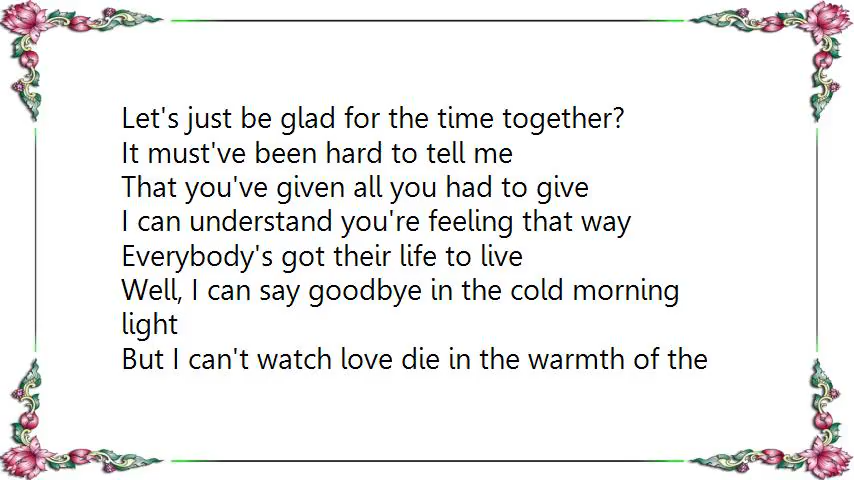 Let's just be glad for the time together?
It must've been hard to tell me
That you've given all you had to give
I can understand you're feeling that way
Everybody's got their life to live
Well, I can say goodbye in the cold morning
light
But I can't watch love die in the warmth of the